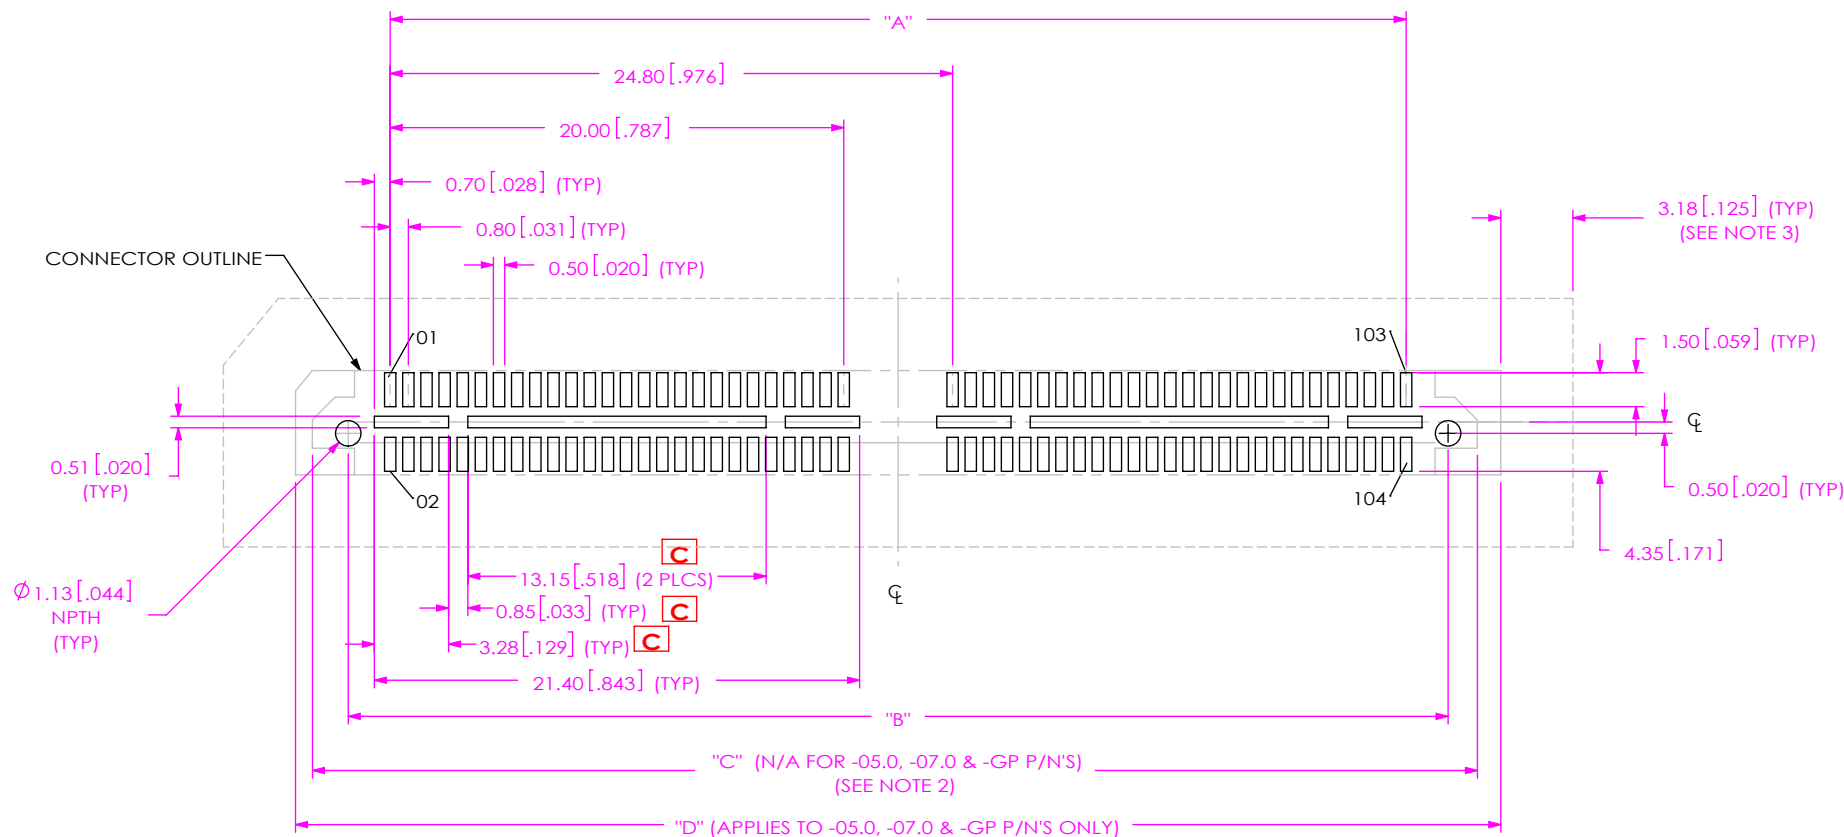 "A"
24.80[.976]
20.00[.787]
0.70[.028] (TYP)
0.80[.031] (TYP)
0.50[.020] (TYP)
3.18[.125] (TYP)
(SEE NOTE 3)
CONNECTOR OUTLINE
01
103
1.50[.059] (TYP)
℄
0.51[.020]
(TYP)
02
104
0.50[.020] (TYP)
4.35[.171]
C
13.15[.518] (2 PLCS)
℄
Ø1.13[.044]
NPTH
(TYP)
0.85[.033] (TYP)
C
3.28[.129] (TYP)
C
21.40[.843] (TYP)
"B"
"C" (N/A FOR -05.0, -07.0 & -GP P/N'S)
(SEE NOTE 2)
"D" (APPLIES TO -05.0, -07.0 & -GP P/N'S ONLY)